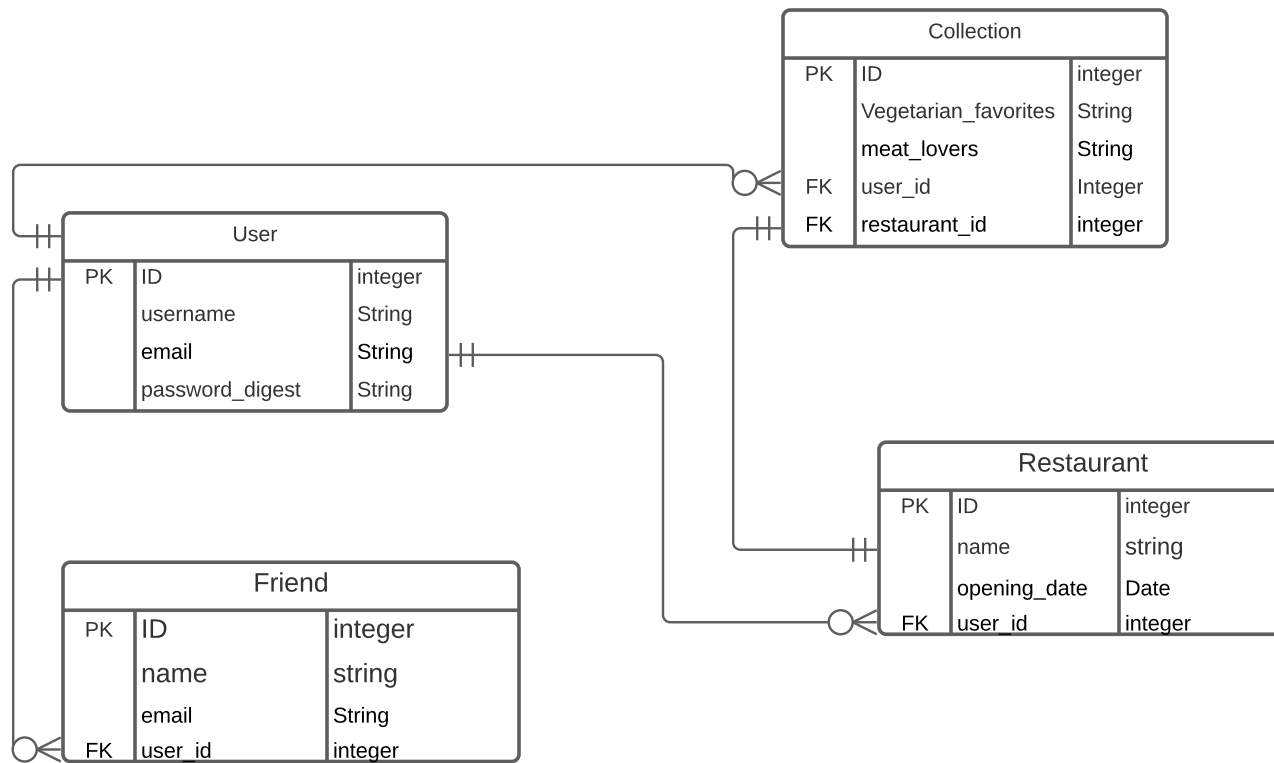 Collection
PK ID integer
Vegetarian_favorites String
meat_lovers String
FK user_id Integer
FK restaurant_id integer
User
PK ID integer
username String
email String
password_digest String
Restaurant
PK ID integer
name string
opening_date Date
FK user_id integer
Friend
PK ID integer
name string
email String
FK user_id integer